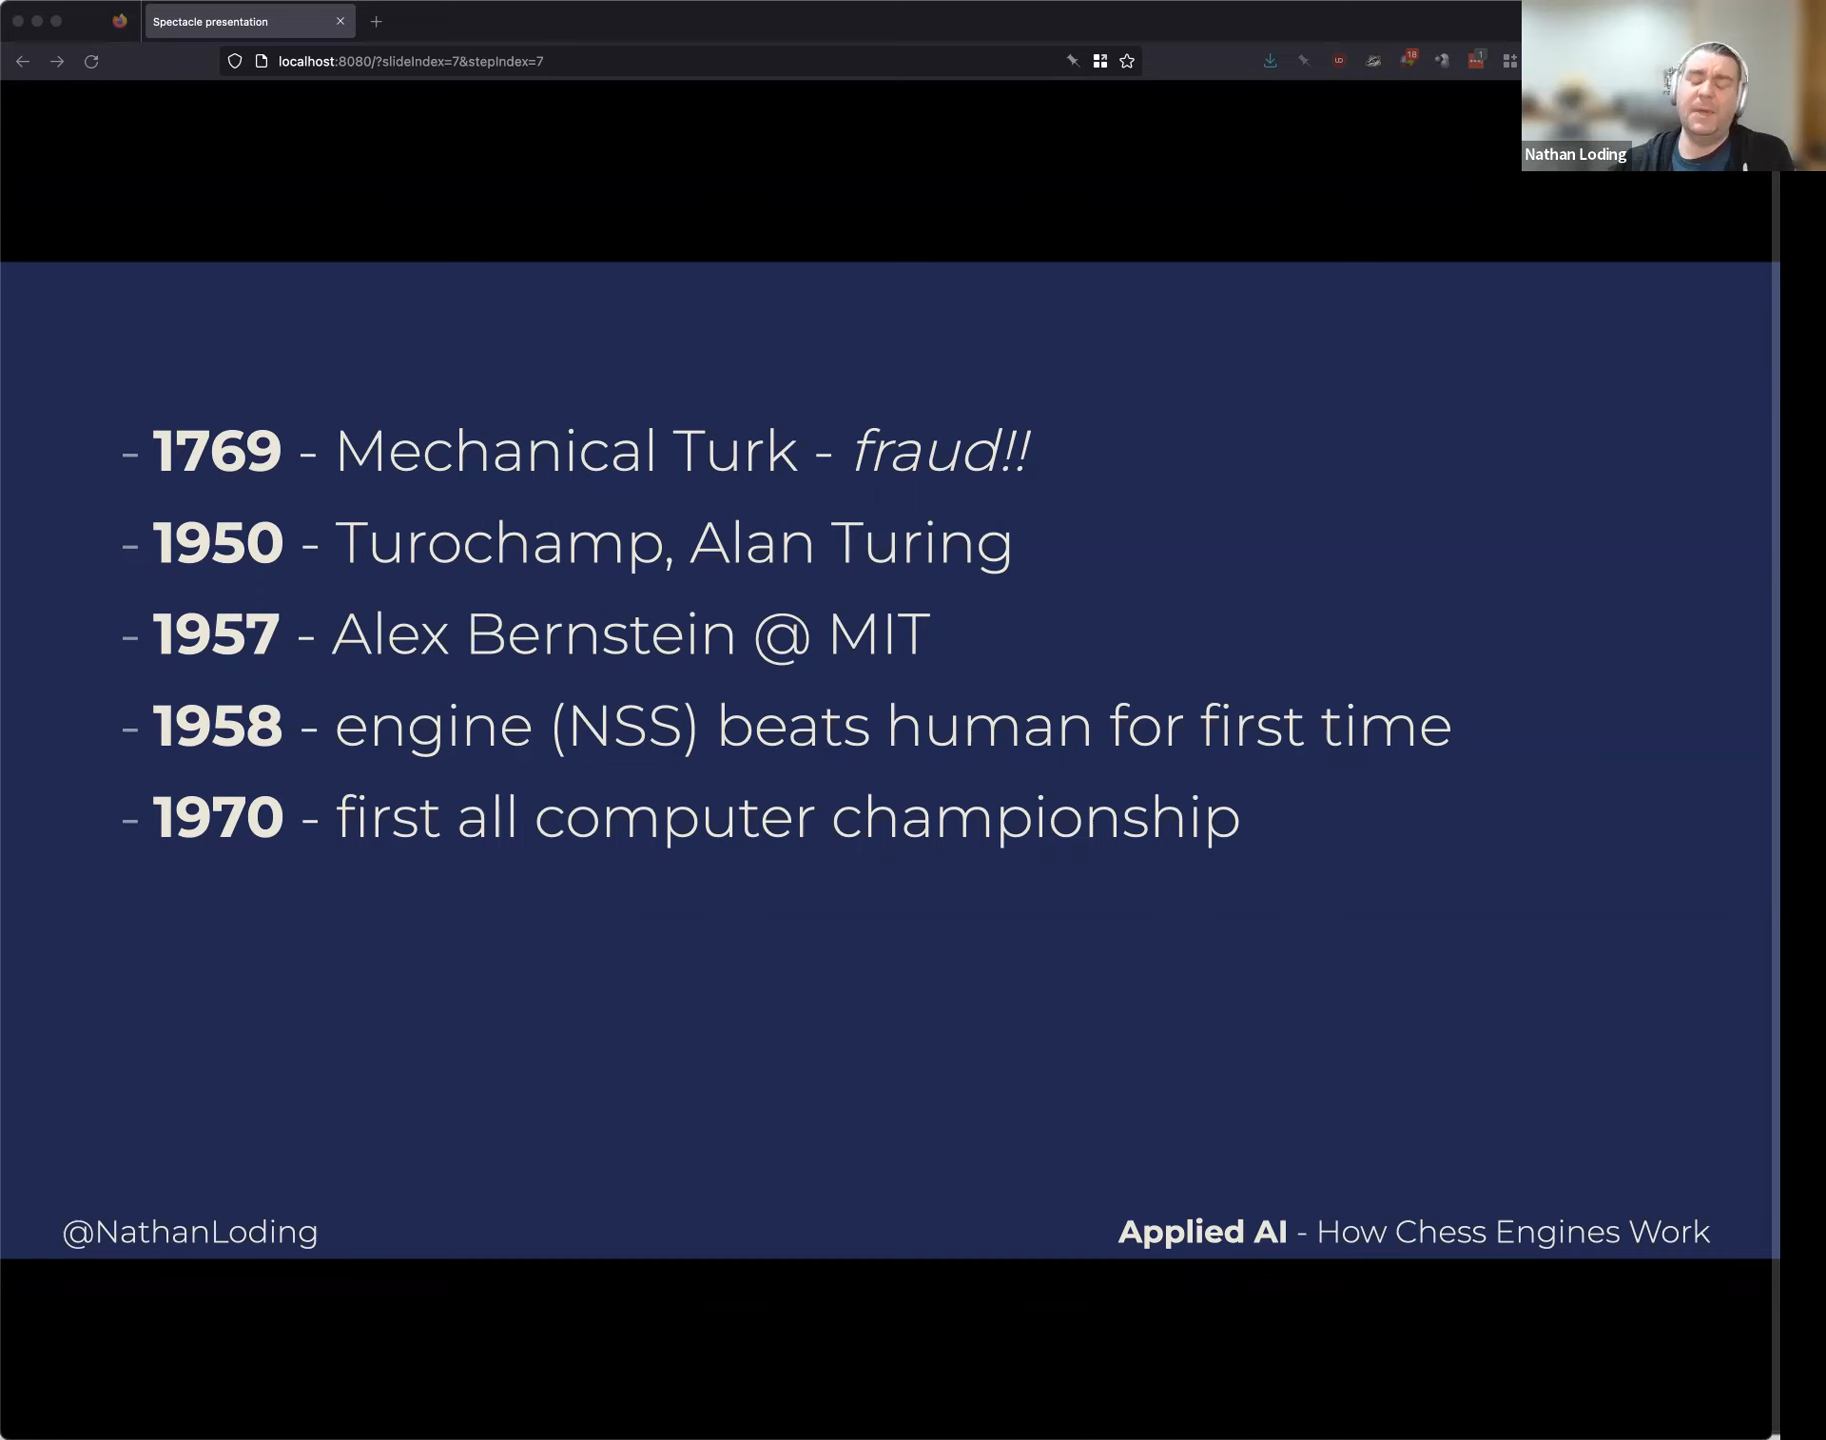 Spectacle presentation
localhost:8080/?slideIndex=7&stepIndex=7
18
1
Nathan Loding
- 1769 - Mechanical Turk - fraud!!
- 1950 - Turochamp, Alan Turing
- 1957 - Alex Bernstein @ MIT
- 1958 - engine (NSS) beats human for first time
- 1970 - first all computer championship
@NathanLoding
Applied AI - How Chess Engines Work